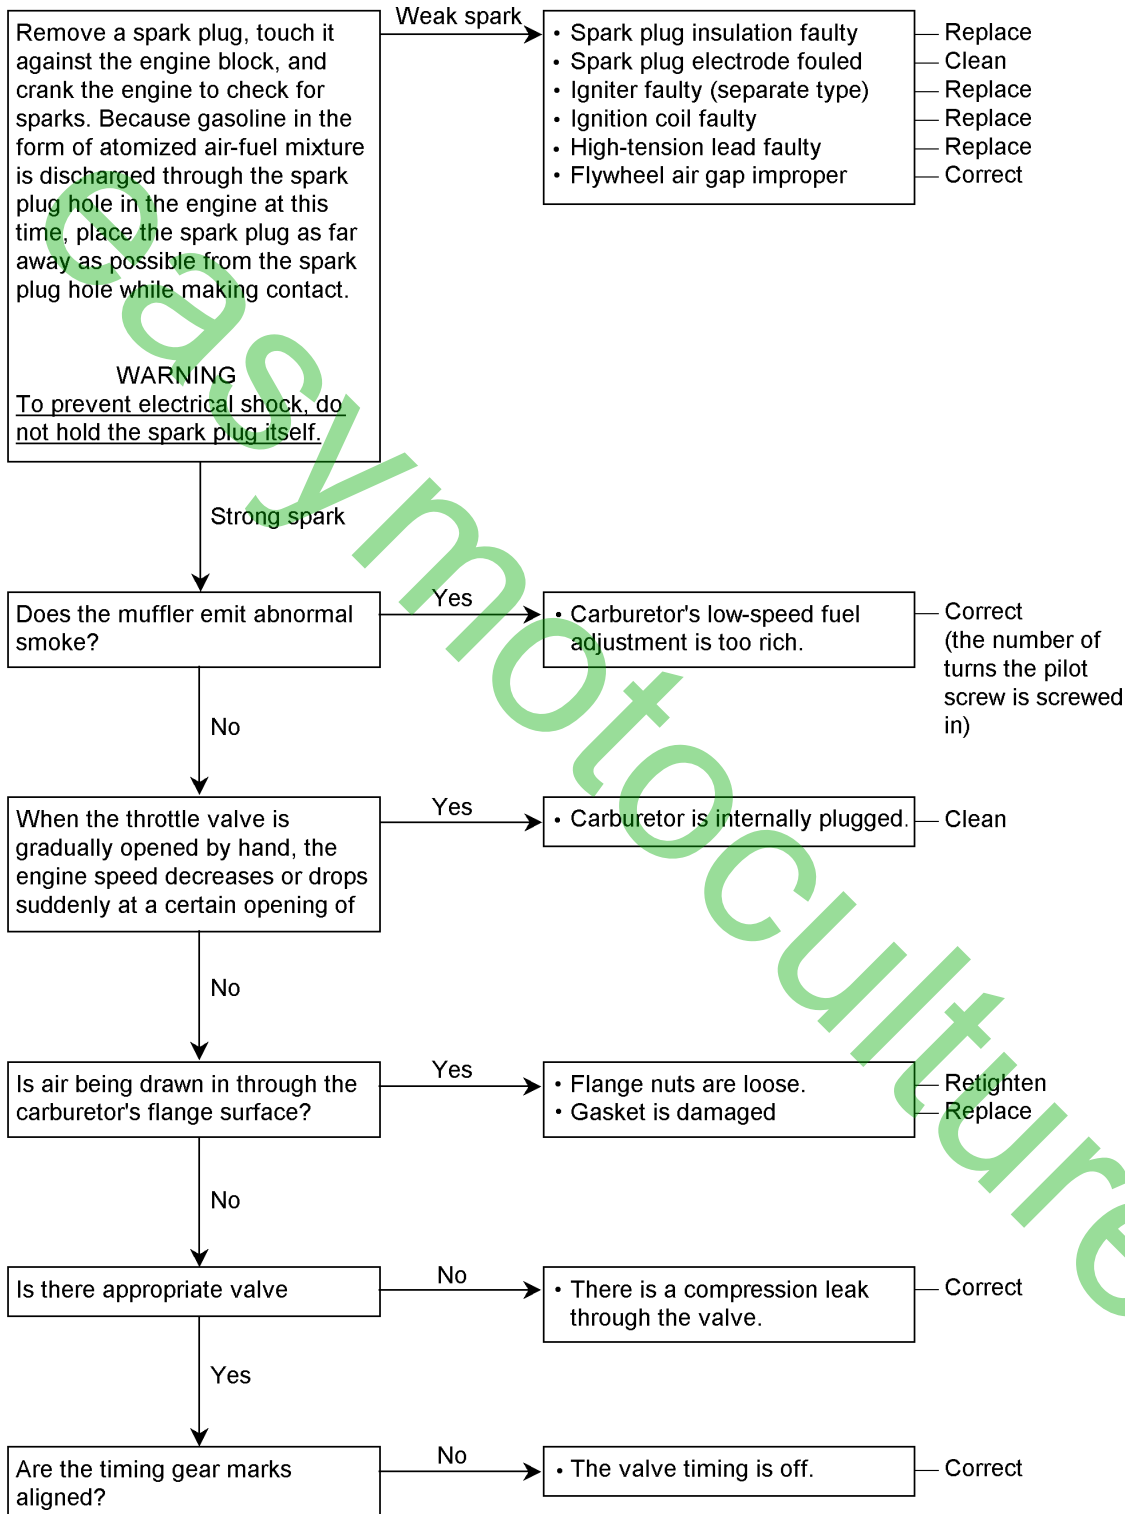 Remove a spark plug, touch it
against the engine block, and
crank the engine to check for
sparks. Because gasoline in the
form of atomized air-fuel mixture
is discharged through the spark
plug hole in the engine at this
time, place the spark plug as far
away as possible from the spark
plug hole while making contact.
WARNING
To prevent electrical shock, do
not hold the spark plug itself.
Weak spark
• Spark plug insulation faulty
Replace
• Spark plug electrode fouled
Clean
• Igniter faulty (separate type)
Replace
• Ignition coil faulty
Replace
• High-tension lead faulty
Replace
• Flywheel air gap improper
Correct
Strong spark
Does the muffler emit abnormal
smoke?
Yes
• Carburetor's low-speed fuel
adjustment is too rich.
Correct
(the number of
turns the pilot
screw is screwed
in)
No
When the throttle valve is
gradually opened by hand, the
engine speed decreases or drops
suddenly at a certain opening of
Yes
• Carburetor is internally plugged.
Clean
No
Is air being drawn in through the
carburetor's flange surface?
Yes
• Flange nuts are loose.
Retighten
• Gasket is damaged
Replace
No
Is there appropriate valve
No
• There is a compression leak
through the valve.
Correct
Yes
Are the timing gear marks
aligned?
No
• The valve timing is off.
Correct
easymotoculture